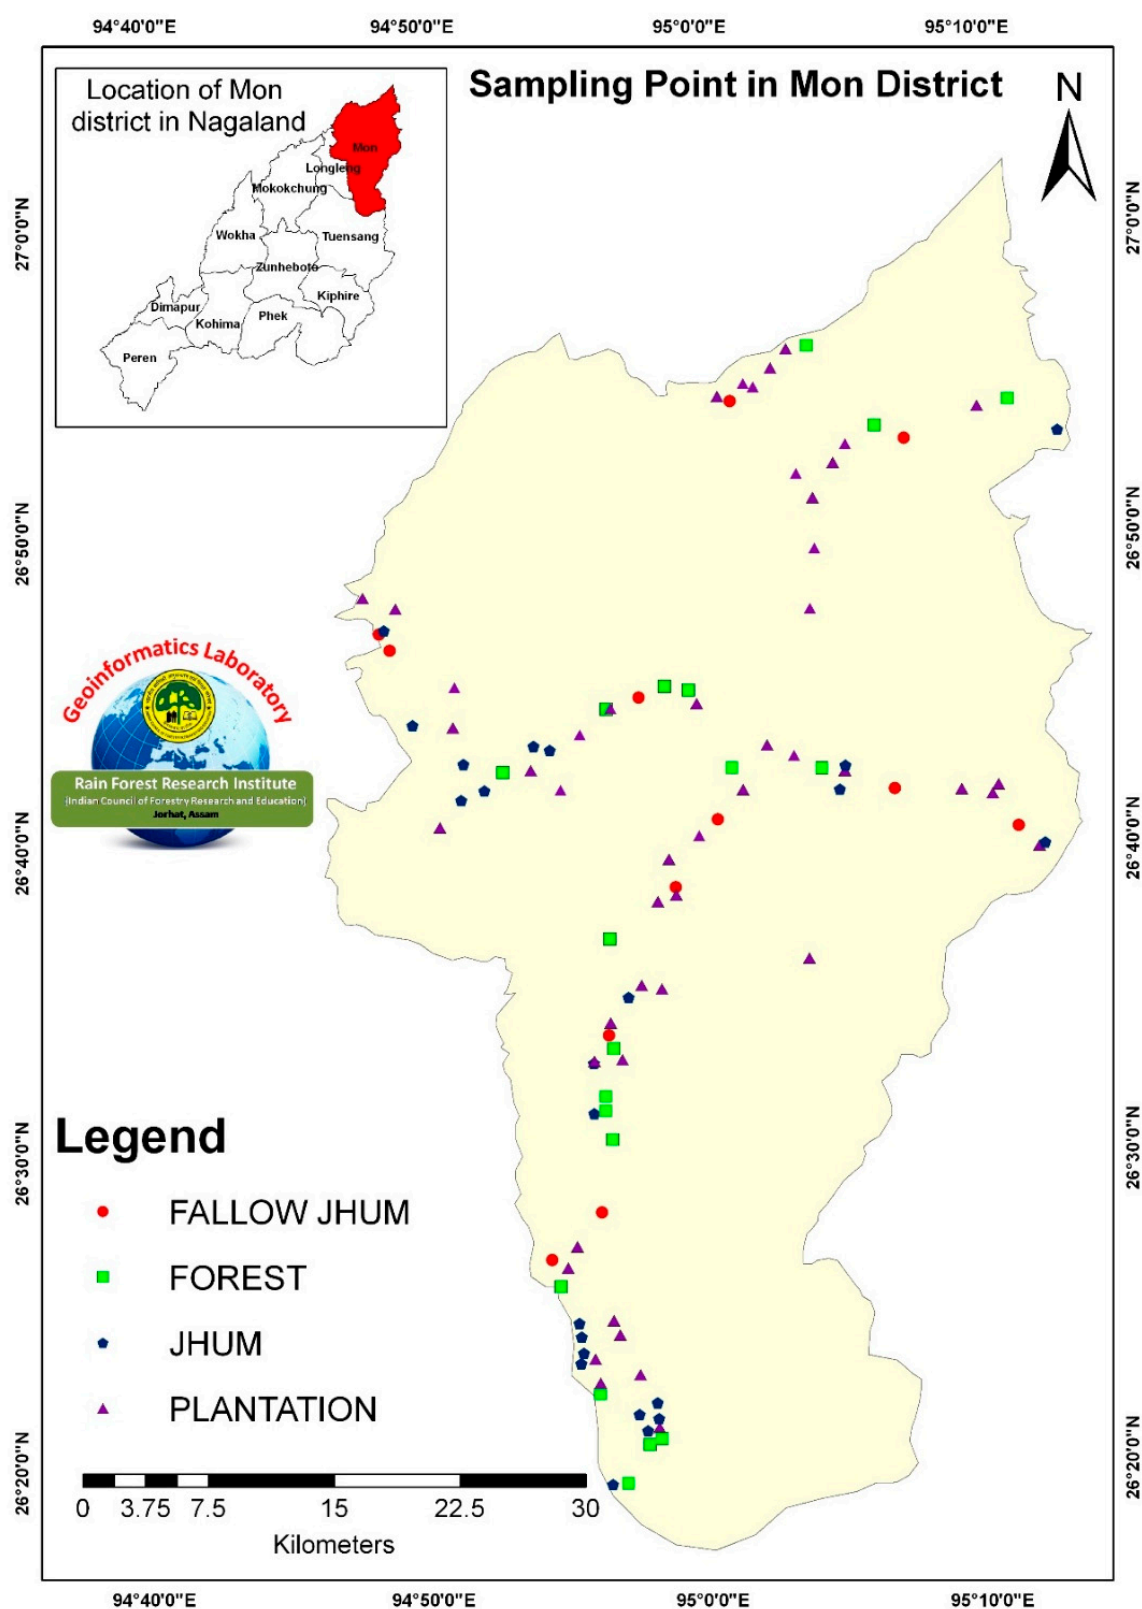 94°40'0"E 94°50'0"E 95°0'0"E 95°10'0"E
Sampling Point in Mon District
N
Location of Mon
district in Nagaland
Mon
Longleng
Mokokchung
Wokha
Tuensang
Zunheboto
Kiphire
Dimapur
Phek
Kohima
Peren
27°0'0"N
27°0'0"N
26°50'0"N
26°50'0"N
Geoinformatics Laboratory
Rain Forest Research Institute
(Indian Council of Forestry Research and Education)
Jorhat, Assam
26°40'0"N
26°40'0"N
26°30'0"N
26°30'0"N
Legend
FALLOW JHUM
FOREST
JHUM
PLANTATION
26°20'0"N
26°20'0"N
0 3.75 7.5 15 22.5 30
Kilometers
94°40'0"E 94°50'0"E 95°0'0"E 95°10'0"E